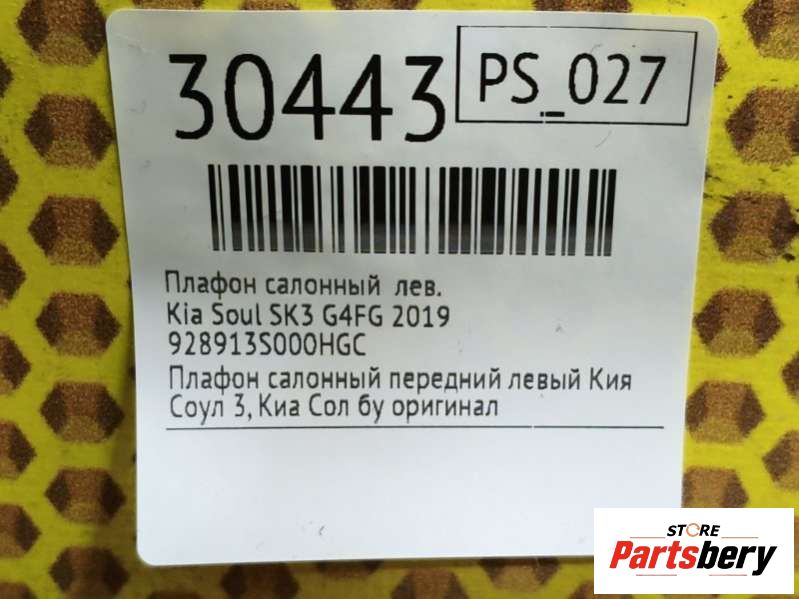 30443
PS_027
Плафон салонный лев.
Kia Soul SK3 G4FG 2019
928913S000HGC
Плафон салонный передний левый Кия
Соул 3, Киа Сол бу оригинал
STORE
Partsbery